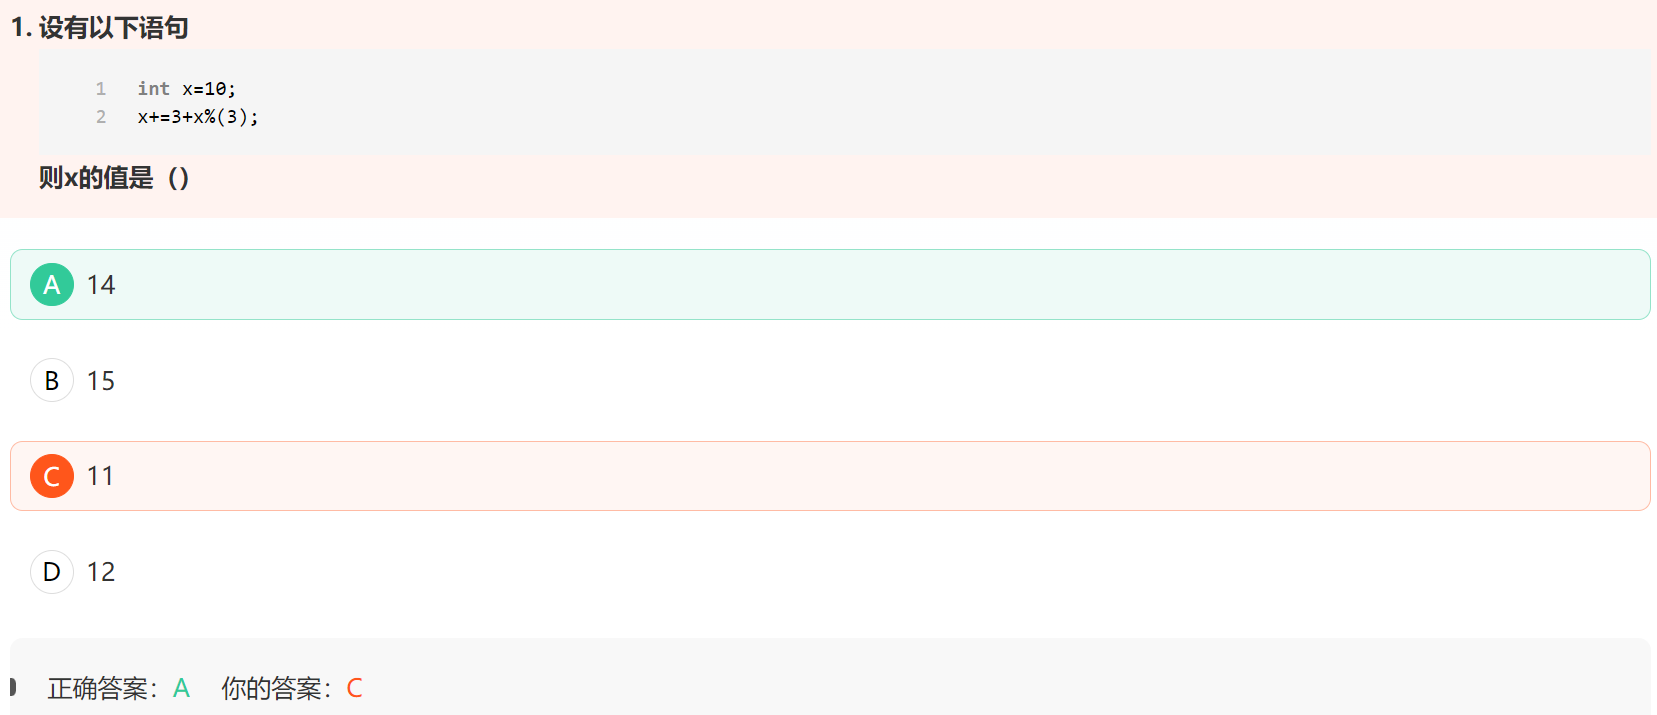 1. 设有以下语句
1 int x=10;
2 x+=3+x%(3);
则x的值是（）
A 14
B 15
C 11
D 12
正确答案：A 你的答案：C